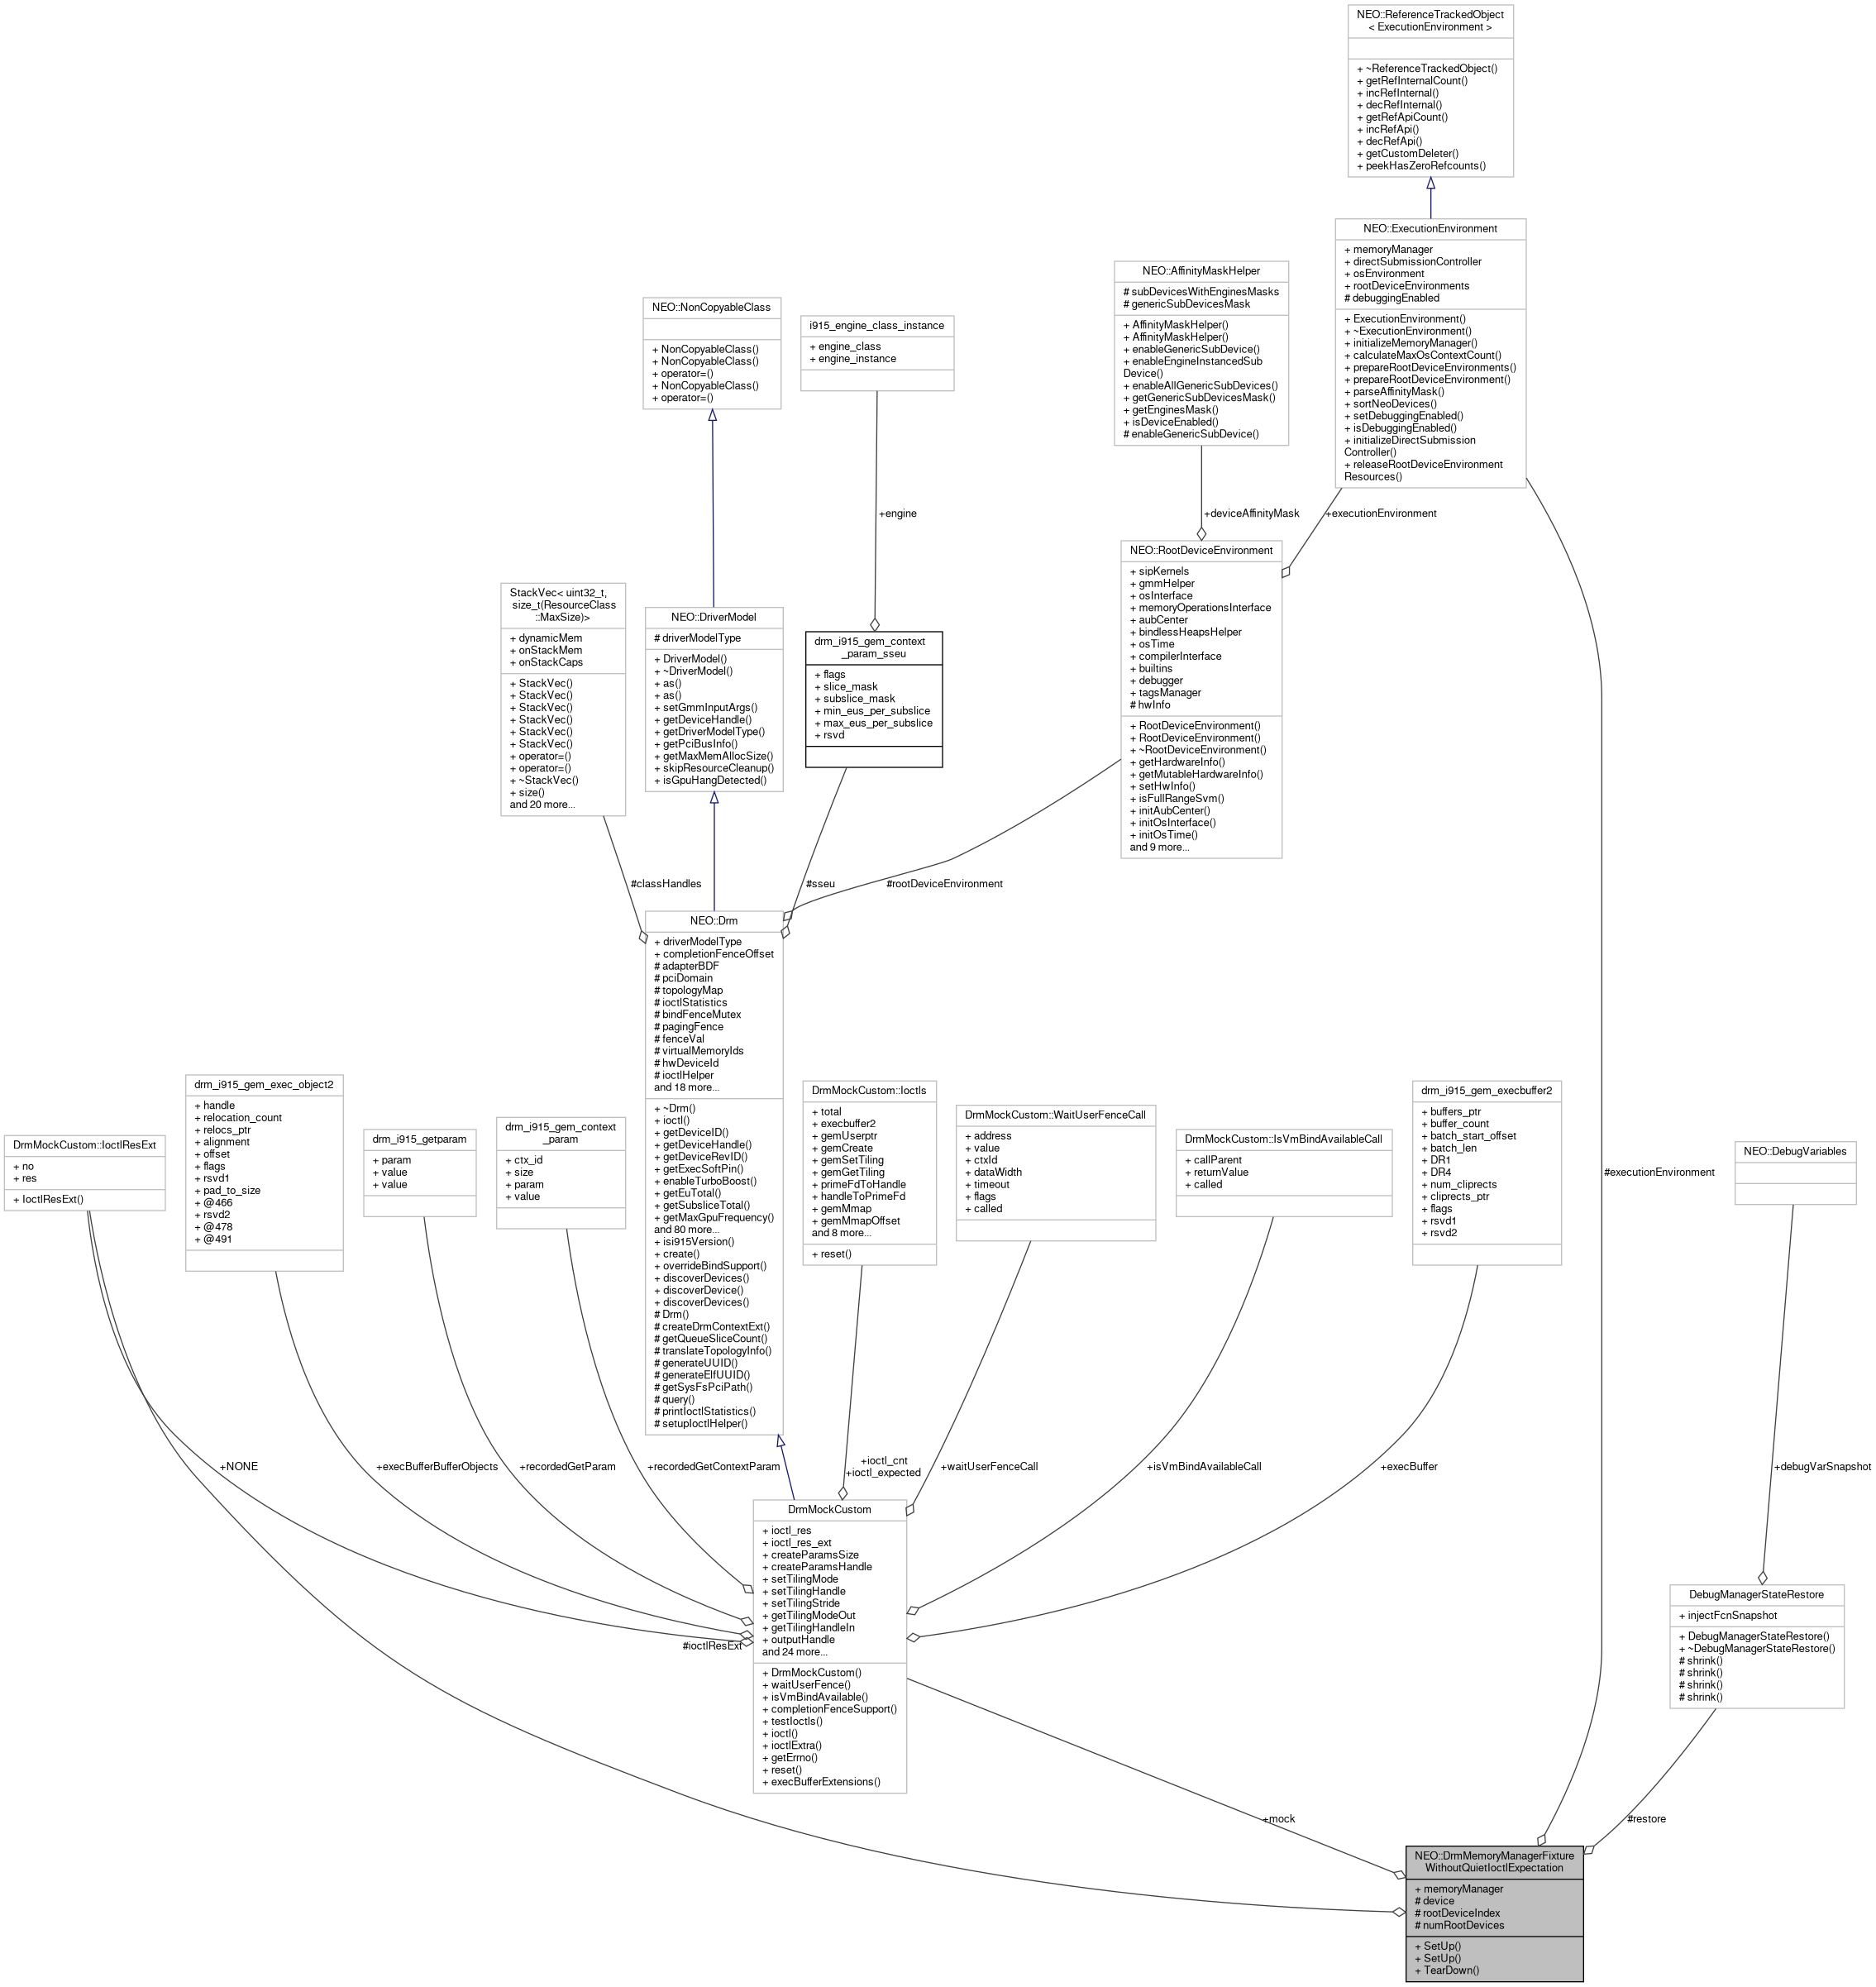 NEO::ReferenceTrackedObject
< ExecutionEnvironment >
+ ~ReferenceTrackedObject()
+ getRefInternalCount()
+ incRefInternal()
+ decRefInternal()
+ getRefApiCount()
+ incRefApi()
+ decRefApi()
+ getCustomDeleter()
+ peekHasZeroRefcounts()
NEO::ExecutionEnvironment
+ memoryManager
+ directSubmissionController
+ osEnvironment
+ rootDeviceEnvironments
# debuggingEnabled
+ ExecutionEnvironment()
+ ~ExecutionEnvironment()
+ initializeMemoryManager()
+ calculateMaxOsContextCount()
+ prepareRootDeviceEnvironments()
+ prepareRootDeviceEnvironment()
+ parseAffinityMask()
+ sortNeoDevices()
+ setDebuggingEnabled()
+ isDebuggingEnabled()
+ initializeDirectSubmission
Controller()
+ releaseRootDeviceEnvironment
Resources()
NEO::AffinityMaskHelper
# subDevicesWithEnginesMasks
# genericSubDevicesMask
+ AffinityMaskHelper()
+ AffinityMaskHelper()
+ enableGenericSubDevice()
+ enableEngineInstancedSub
Device()
+ enableAllGenericSubDevices()
+ getGenericSubDevicesMask()
+ getEnginesMask()
+ isDeviceEnabled()
# enableGenericSubDevice()
NEO::NonCopyableClass
+ NonCopyableClass()
+ NonCopyableClass()
+ operator=()
+ NonCopyableClass()
+ operator=()
i915_engine_class_instance
+ engine_class
+ engine_instance
+engine
+deviceAffinityMask
+executionEnvironment
NEO::RootDeviceEnvironment
+ sipKernels
+ gmmHelper
+ osInterface
+ memoryOperationsInterface
+ aubCenter
+ bindlessHeapsHelper
+ osTime
+ compilerInterface
+ builtins
+ debugger
+ tagsManager
# hwInfo
+ RootDeviceEnvironment()
+ RootDeviceEnvironment()
+ ~RootDeviceEnvironment()
+ getHardwareInfo()
+ getMutableHardwareInfo()
+ setHwInfo()
+ isFullRangeSvm()
+ initAubCenter()
+ initOsInterface()
+ initOsTime()
and 9 more...
StackVec< uint32_t,
size_t(ResourceClass
::MaxSize)>
+ dynamicMem
+ onStackMem
+ onStackCaps
+ StackVec()
+ StackVec()
+ StackVec()
+ StackVec()
+ StackVec()
+ StackVec()
+ operator=()
+ operator=()
+ ~StackVec()
+ size()
and 20 more...
NEO::DriverModel
# driverModelType
+ DriverModel()
+ ~DriverModel()
+ as()
+ as()
+ setGmmInputArgs()
+ getDeviceHandle()
+ getDriverModelType()
+ getPciBusInfo()
+ getMaxMemAllocSize()
+ skipResourceCleanup()
+ isGpuHangDetected()
drm_i915_gem_context
_param_sseu
+ flags
+ slice_mask
+ subslice_mask
+ min_eus_per_subslice
+ max_eus_per_subslice
+ rsvd
#classHandles
#sseu
#rootDeviceEnvironment
NEO::Drm
+ driverModelType
+ completionFenceOffset
# adapterBDF
# pciDomain
# topologyMap
# ioctlStatistics
# bindFenceMutex
# pagingFence
# fenceVal
# virtualMemoryIds
# hwDeviceId
# ioctlHelper
and 18 more...
+ ~Drm()
+ ioctl()
+ getDeviceID()
+ getDeviceHandle()
+ getDeviceRevID()
+ getExecSoftPin()
+ enableTurboBoost()
+ getEuTotal()
+ getSubsliceTotal()
+ getMaxGpuFrequency()
and 80 more...
+ isi915Version()
+ create()
+ overrideBindSupport()
+ discoverDevices()
+ discoverDevice()
+ discoverDevices()
# Drm()
# createDrmContextExt()
# getQueueSliceCount()
# translateTopologyInfo()
# generateUUID()
# generateElfUUID()
# getSysFsPciPath()
# query()
# printIoctlStatistics()
# setupIoctlHelper()
DrmMockCustom::IoctlResExt
+ no
+ res
+ IoctlResExt()
drm_i915_gem_exec_object2
+ handle
+ relocation_count
+ relocs_ptr
+ alignment
+ offset
+ flags
+ rsvd1
+ pad_to_size
+ @466
+ rsvd2
+ @478
+ @491
drm_i915_getparam
+ param
+ value
+ value
drm_i915_gem_context
_param
+ ctx_id
+ size
+ param
+ value
DrmMockCustom::Ioctls
+ total
+ execbuffer2
+ gemUserptr
+ gemCreate
+ gemSetTiling
+ gemGetTiling
+ primeFdToHandle
+ handleToPrimeFd
+ gemMmap
+ gemMmapOffset
and 8 more...
+ reset()
DrmMockCustom::WaitUserFenceCall
+ address
+ value
+ ctxId
+ dataWidth
+ timeout
+ flags
+ called
DrmMockCustom::IsVmBindAvailableCall
+ callParent
+ returnValue
+ called
drm_i915_gem_execbuffer2
+ buffers_ptr
+ buffer_count
+ batch_start_offset
+ batch_len
+ DR1
+ DR4
+ num_cliprects
+ cliprects_ptr
+ flags
+ rsvd1
+ rsvd2
#executionEnvironment
NEO::DebugVariables
+NONE
+execBufferBufferObjects
+recordedGetParam
+recordedGetContextParam
+ioctl_cnt
+ioctl_expected
+waitUserFenceCall
+isVmBindAvailableCall
+execBuffer
+debugVarSnapshot
DrmMockCustom
+ ioctl_res
+ ioctl_res_ext
+ createParamsSize
+ createParamsHandle
+ setTilingMode
+ setTilingHandle
+ setTilingStride
+ getTilingModeOut
+ getTilingHandleIn
+ outputHandle
and 24 more...
+ DrmMockCustom()
+ waitUserFence()
+ isVmBindAvailable()
+ completionFenceSupport()
+ testIoctls()
+ ioctl()
+ ioctlExtra()
+ getErrno()
+ reset()
+ execBufferExtensions()
#ioctlResExt
DebugManagerStateRestore
+ injectFcnSnapshot
+ DebugManagerStateRestore()
+ ~DebugManagerStateRestore()
# shrink()
# shrink()
# shrink()
# shrink()
+mock
#restore
NEO::DrmMemoryManagerFixture
WithoutQuietIoctlExpectation
+ memoryManager
# device
# rootDeviceIndex
# numRootDevices
+ SetUp()
+ SetUp()
+ TearDown()